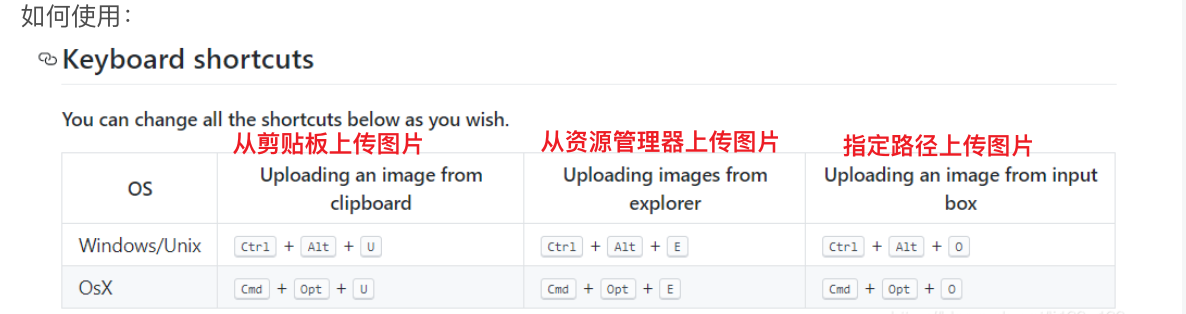 如何使用：
Keyboard shortcuts
You can change all the shortcuts below as you wish.
从剪贴板上传图片 从资源管理器上传图片 指定路径上传图片
OS Uploading an image from clipboard Uploading images from explorer Uploading an image from input box
Windows/Unix Ctrl + Alt + U Ctrl + Alt + E Ctrl + Alt + O
OsX Cmd + Opt + U Cmd + Opt + E Cmd + Opt + O